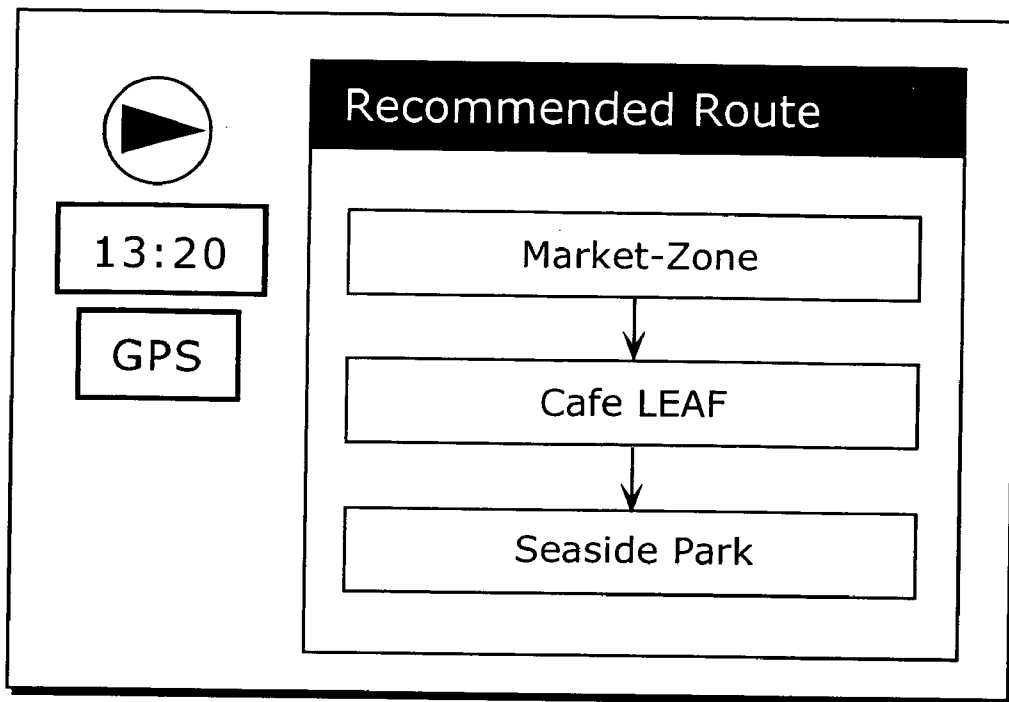 Recommended Route
13:20
GPS
Market-Zone
Cafe LEAF
Seaside Park